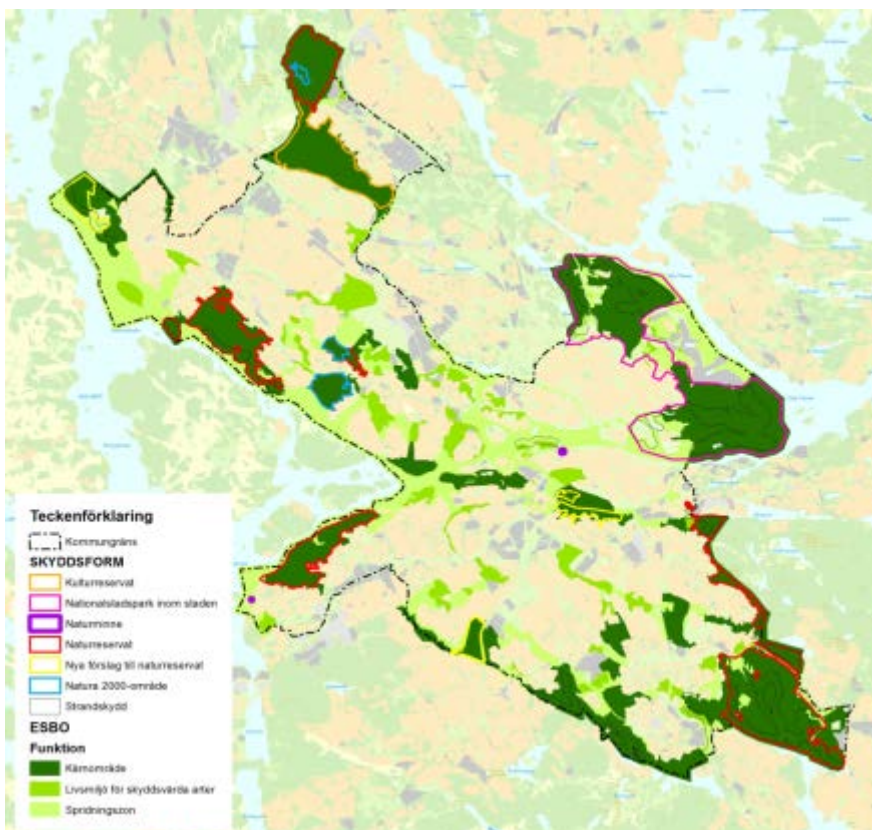 Teckenförklaring
Kommungräns
SKYDDSFORM
Kulturreservat
Nationalstadspark inom staden
Naturminne
Naturreservat
Nya förslag till naturreservat
Natura 2000-område
Strandskydd
ESBO
Funktion
Kärnområde
Livsmiljö för skyddsvärda arter
Spridningszon